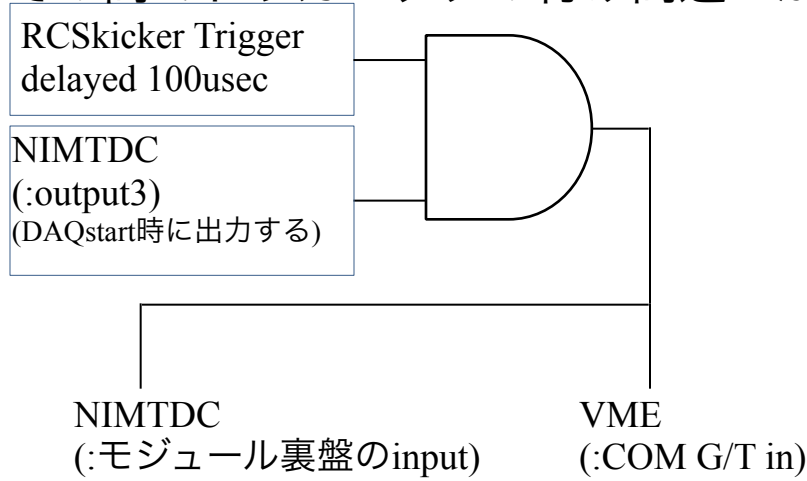 RCSkicker Trigger
delayed 100usec
NIMTDC
(:output3)
(DAQstart時に出力する)
NIMTDC
(:モジュール裏盤のinput)
VME
(:COM G/T in)